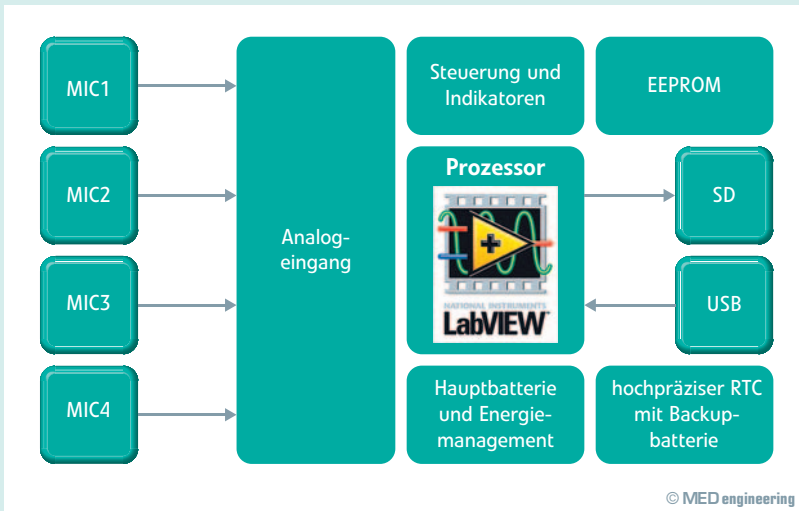 MIC1
MIC2
MIC3
MIC4
Analog-
eingang
Steuerung und
Indikatoren
EEPROM
Prozessor
NATIONAL INSTRUMENTS
LabVIEW™
SD
USB
Hauptbatterie
und Energie-
management
hochpräziser RTC
mit Backup-
batterie
© MED engineering